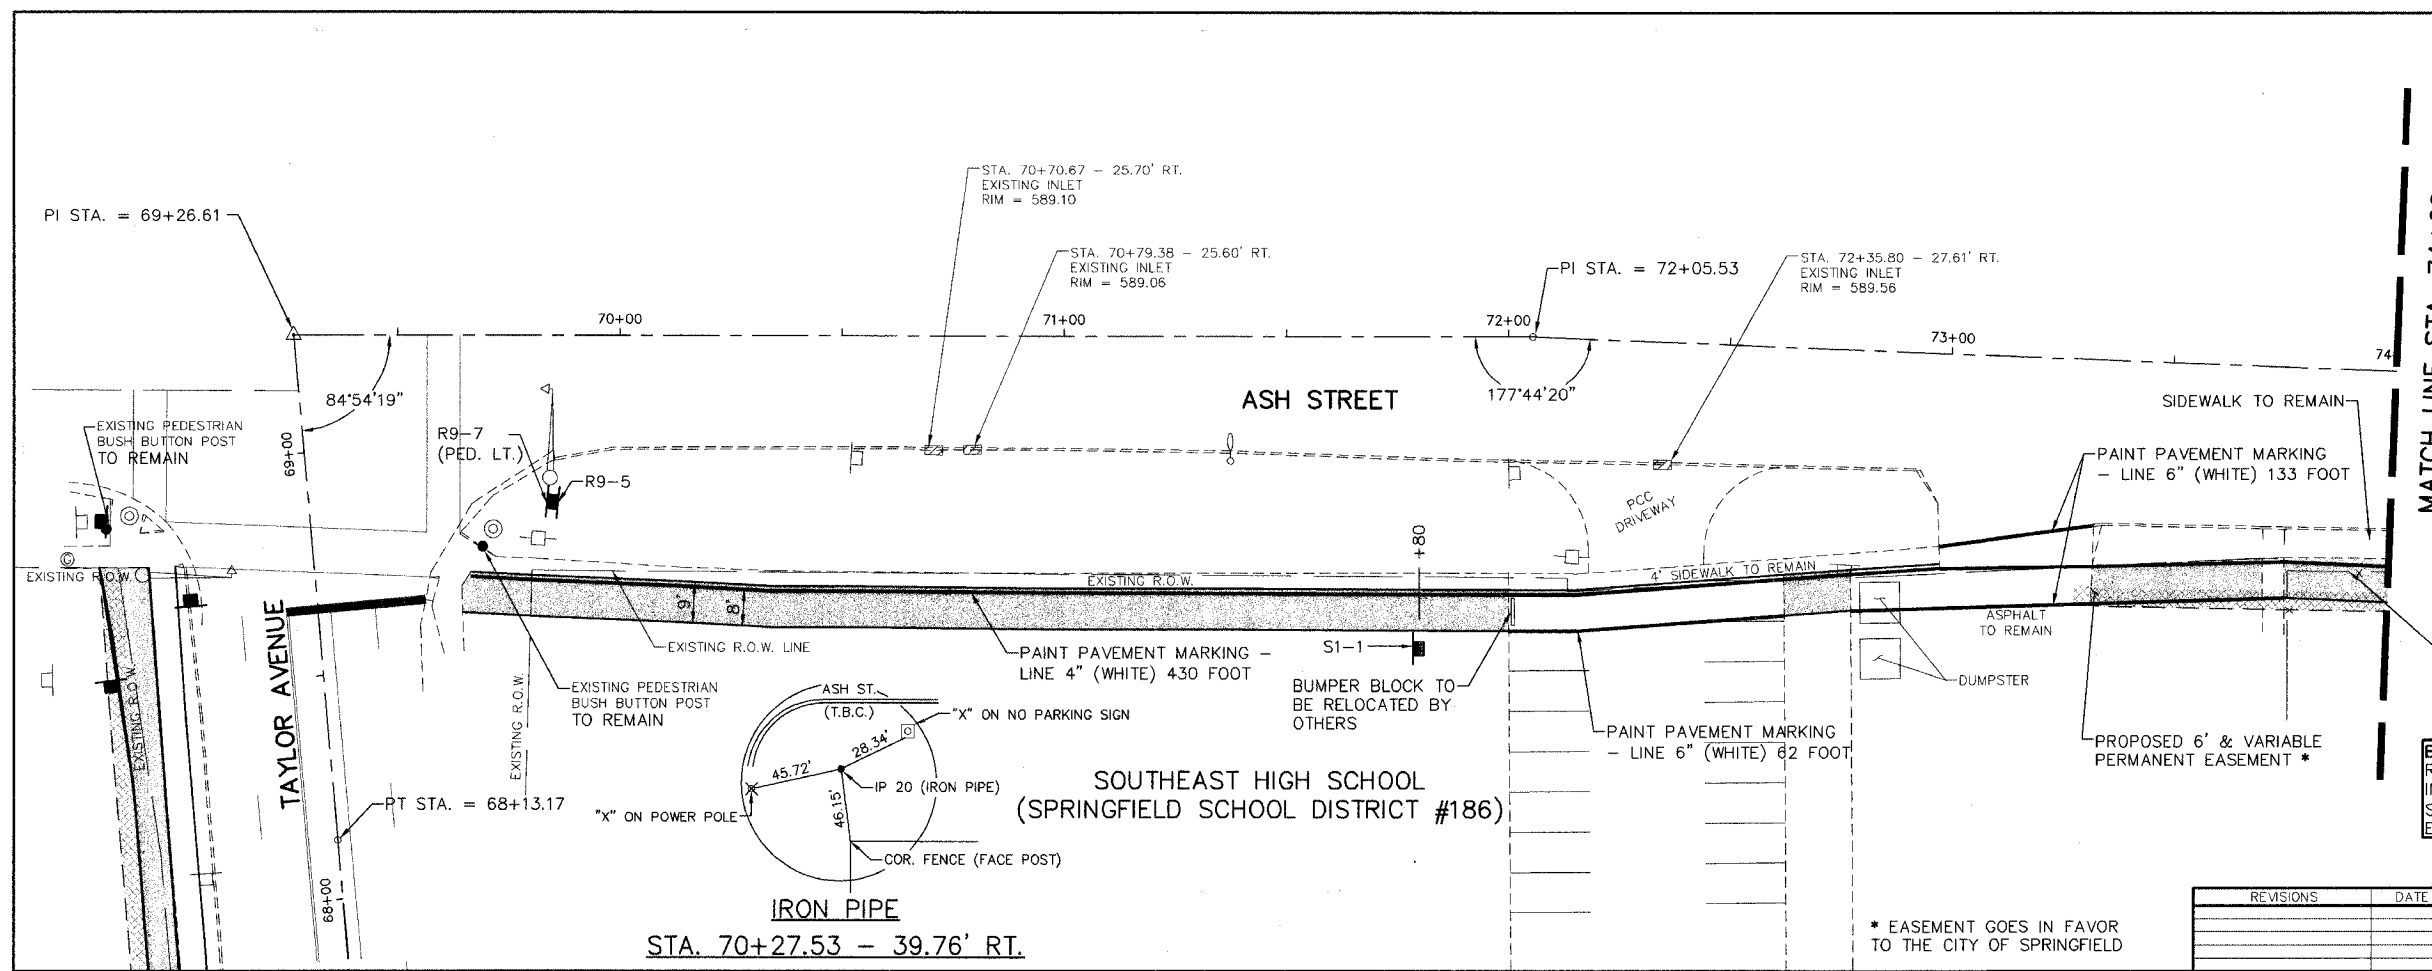 PI STA. = 69+26.61
STA. 70+70.67 - 25.70' RT.
EXISTING INLET
RIM = 589.10
STA. 70+79.38 - 25.60' RT.
EXISTING INLET
RIM = 589.06
PI STA. = 72+05.53
STA. 72+35.80 - 27.61' RT.
EXISTING INLET
RIM = 589.56
70+00
71+00
72+00
73+00
74
84°54'19"
177°44'20"
ASH STREET
SIDEWALK TO REMAIN
EXISTING PEDESTRIAN
BUSH BUTTON POST
TO REMAIN
R9-7
(PED. LT.)
R9-5
69+00
PAINT PAVEMENT MARKING
- LINE 6" (WHITE) 133 FOOT
PCC
DRIVEWAY
+80
G
EXISTING R.O.W.
EXISTING R.O.W.
4' SIDEWALK TO REMAIN
9'
8'
ASPHALT
TO REMAIN
TAYLOR AVENUE
EXISTING R.O.W.
EXISTING R.O.W. LINE
PAINT PAVEMENT MARKING -
LINE 4" (WHITE) 430 FOOT
S1-1
BUMPER BLOCK TO
BE RELOCATED BY
OTHERS
DUMPSTER
EXISTING PEDESTRIAN
BUSH BUTTON POST
TO REMAIN
EXISTING R.O.W.
ASH ST.
(T.B.C.)
"X" ON NO PARKING SIGN
28.34'
45.72'
46.15'
IP 20 (IRON PIPE)
"X" ON POWER POLE
COR. FENCE (FACE POST)
PAINT PAVEMENT MARKING
- LINE 6" (WHITE) 62 FOOT
PROPOSED 6' & VARIABLE
PERMANENT EASEMENT *
SOUTHEAST HIGH SCHOOL
(SPRINGFIELD SCHOOL DISTRICT #186)
PT STA. = 68+13.17
68+00
IRON PIPE
STA. 70+27.53 - 39.76' RT.
* EASEMENT GOES IN FAVOR
TO THE CITY OF SPRINGFIELD
REVISIONS
DATE
MATCH LINE STA.